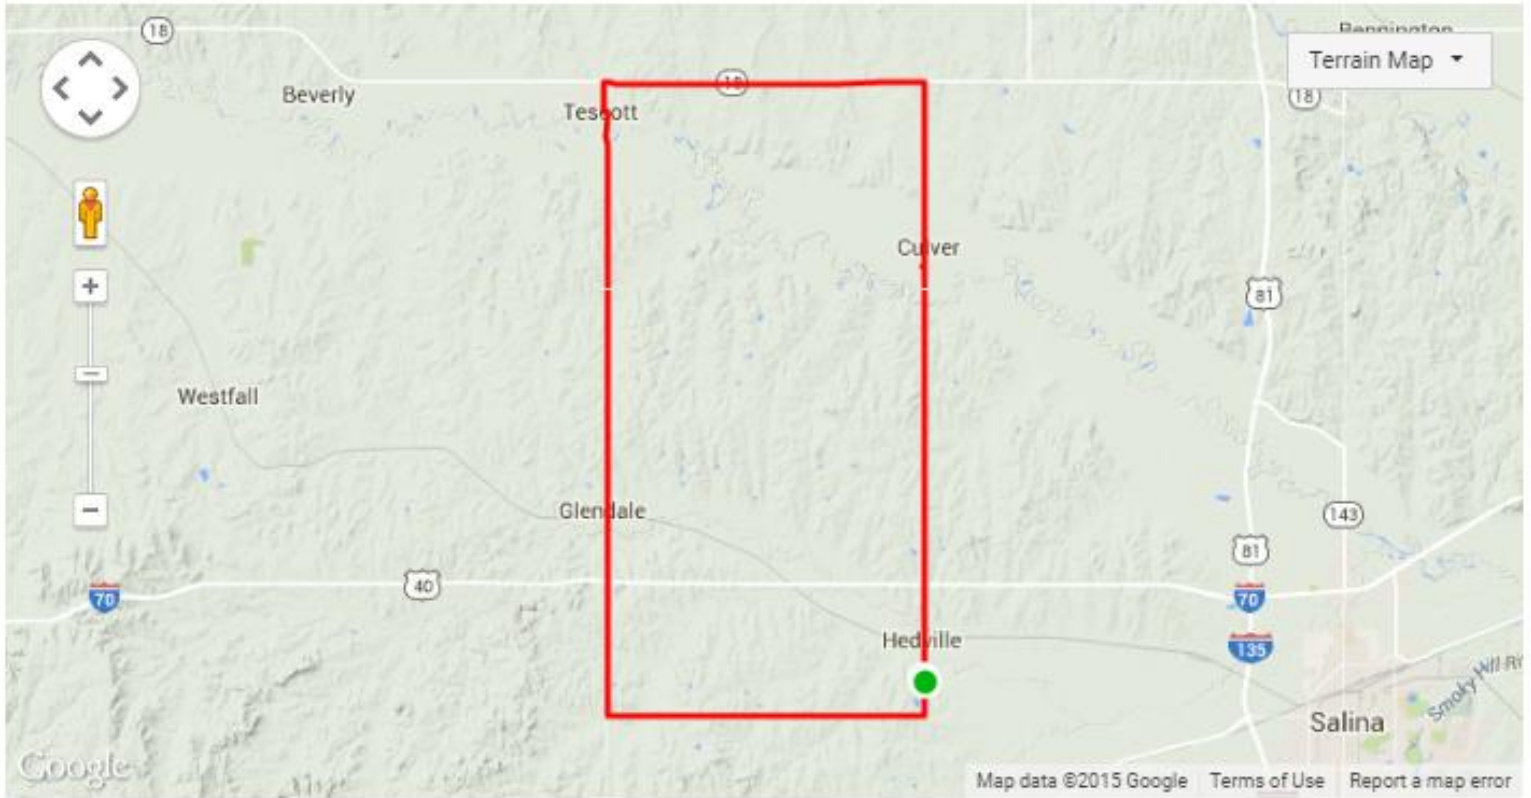 18
Bennington
Terrain Map
18
Beverly
18
Tescott
Culver
81
Westfall
Glendale
143
81
40
70
70
Hedville
135
Smoky Hill Ri
Salina
Google
Map data ©2015 Google Terms of Use Report a map error